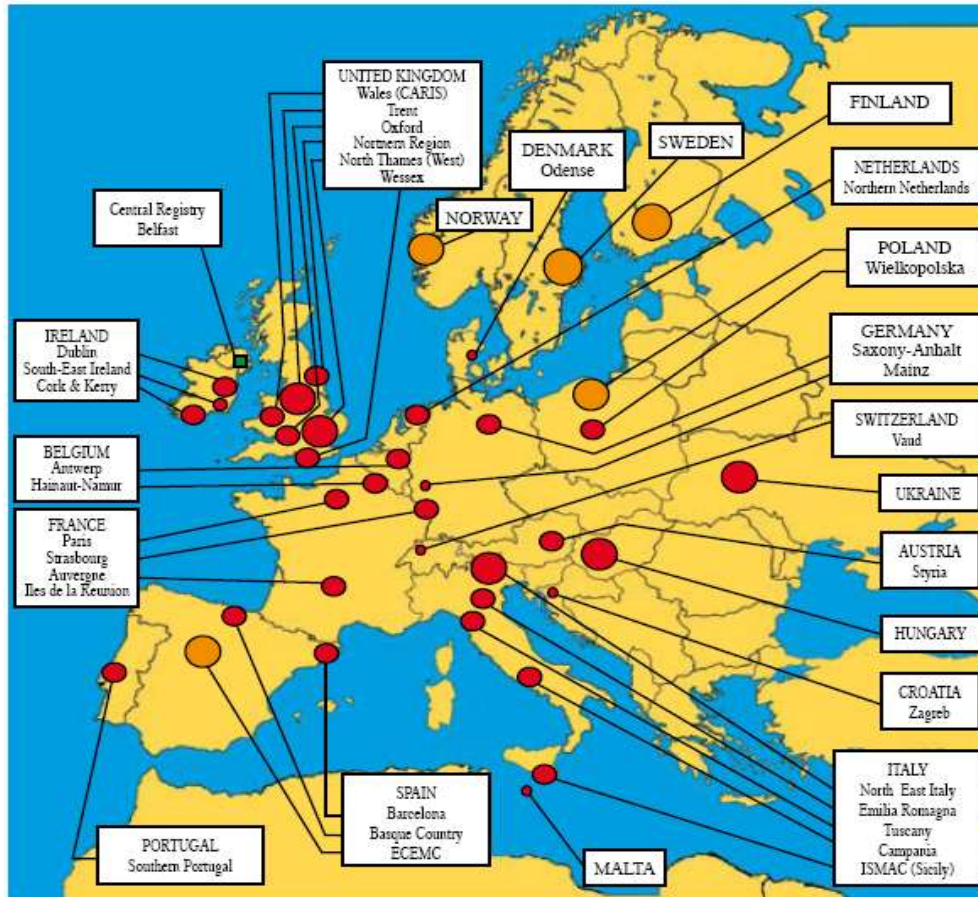 UNITED KINGDOM
Wales (CARIS)
Trent
Oxford
Nortnern Region
North Thames (West)
Wessex
FINLAND
DENMARK
Odense
SWEDEN
NETHERLANDS
Northern Netherlands
Central Registry
Belfast
NORWAY
POLAND
Wielkopolska
IRELAND
Dublin
South-East Ireland
Cork & Kerry
GERMANY
Saxony-Anhalt
Mainz
SWITZERLAND
Vaud
BELGIUM
Antwerp
Hainaut-Namur
UKRAINE
FRANCE
Paris
Strasbourg
Auvergne
Iles de la Reunion
AUSTRIA
Styria
HUNGARY
CROATIA
Zagreb
SPAIN
Barcelona
Basque Country
ECEMC
ITALY
North East Italy
Emilia Romagna
Tuscany
Campania
ISMAC (Sicily)
PORTUGAL
Southern Portugal
MALTA